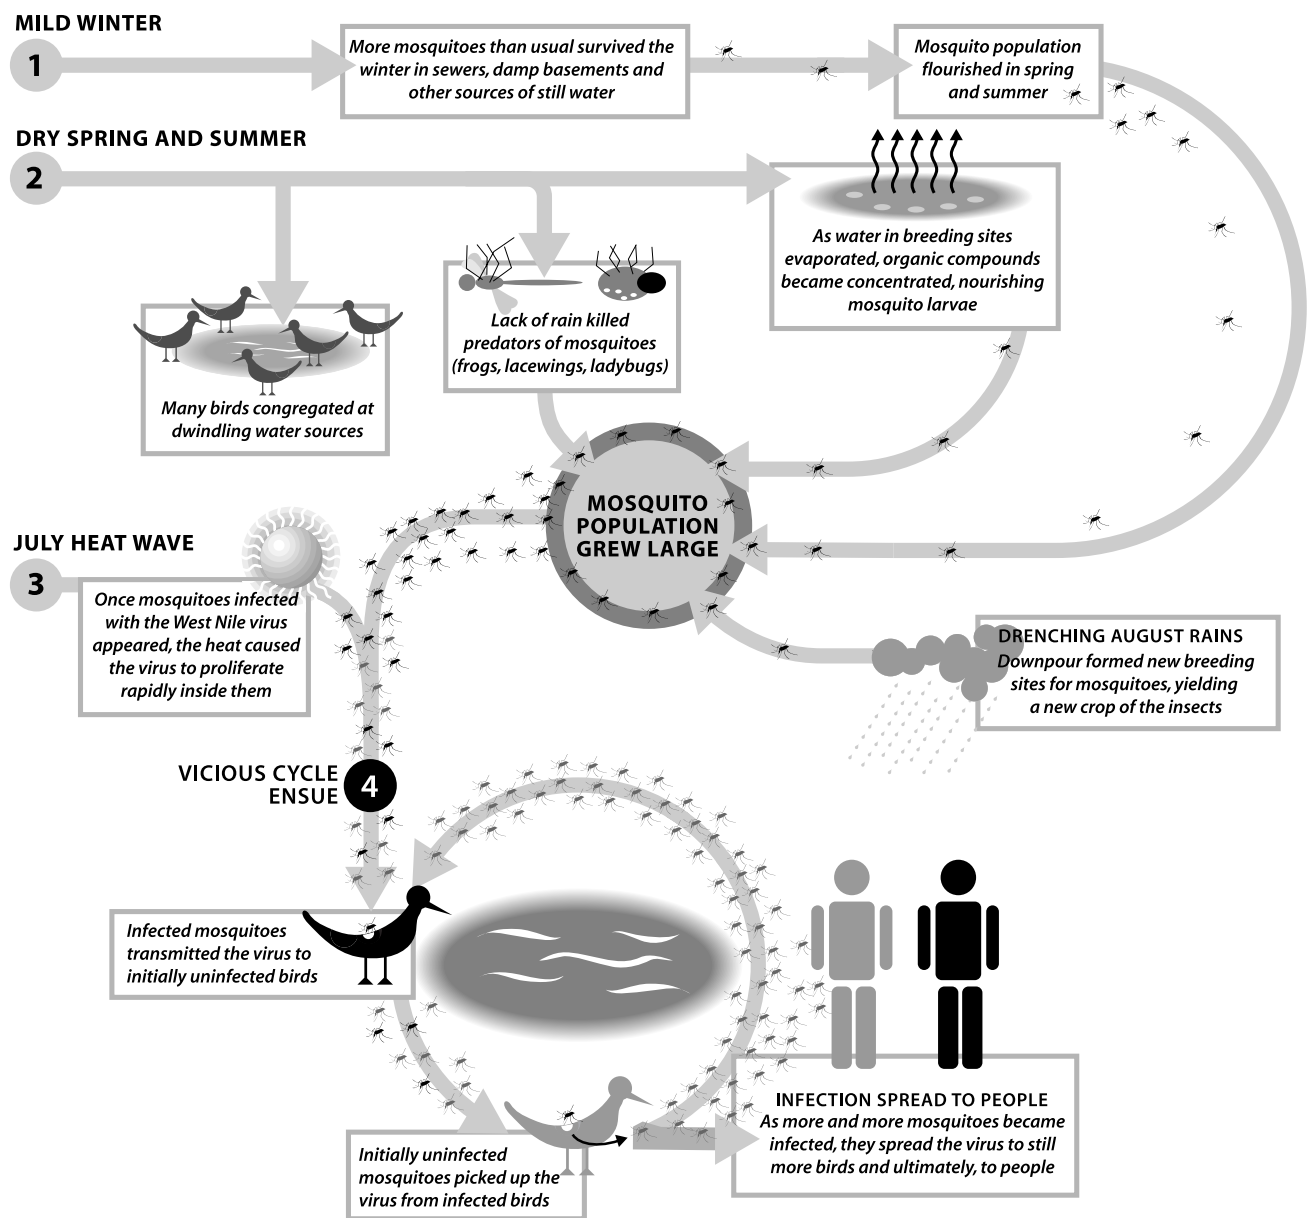 MILD WINTER
1
More mosquitoes than usual survived the
winter in sewers, damp basements and
other sources of still water
Mosquito population
flourished in spring
and summer
DRY SPRING AND SUMMER
2
As water in breeding sites
evaporated, organic compounds
became concentrated, nourishing
mosquito larvae
Lack of rain killed
predators of mosquitoes
(frogs, lacewings, ladybugs)
Many birds congregated at
dwindling water sources
MOSQUITO
POPULATION
GREW LARGE
JULY HEAT WAVE
3
Once mosquitoes infected
with the West Nile virus
appeared, the heat caused
the virus to proliferate
rapidly inside them
DRENCHING AUGUST RAINS
Downpour formed new breeding
sites for mosquitoes, yielding
a new crop of the insects
VICIOUS CYCLE
ENSUE
4
Infected mosquitoes
transmitted the virus to
initially uninfected birds
Initially uninfected
mosquitoes picked up the
virus from infected birds
INFECTION SPREAD TO PEOPLE
As more and more mosquitoes became
infected, they spread the virus to still
more birds and ultimately, to people